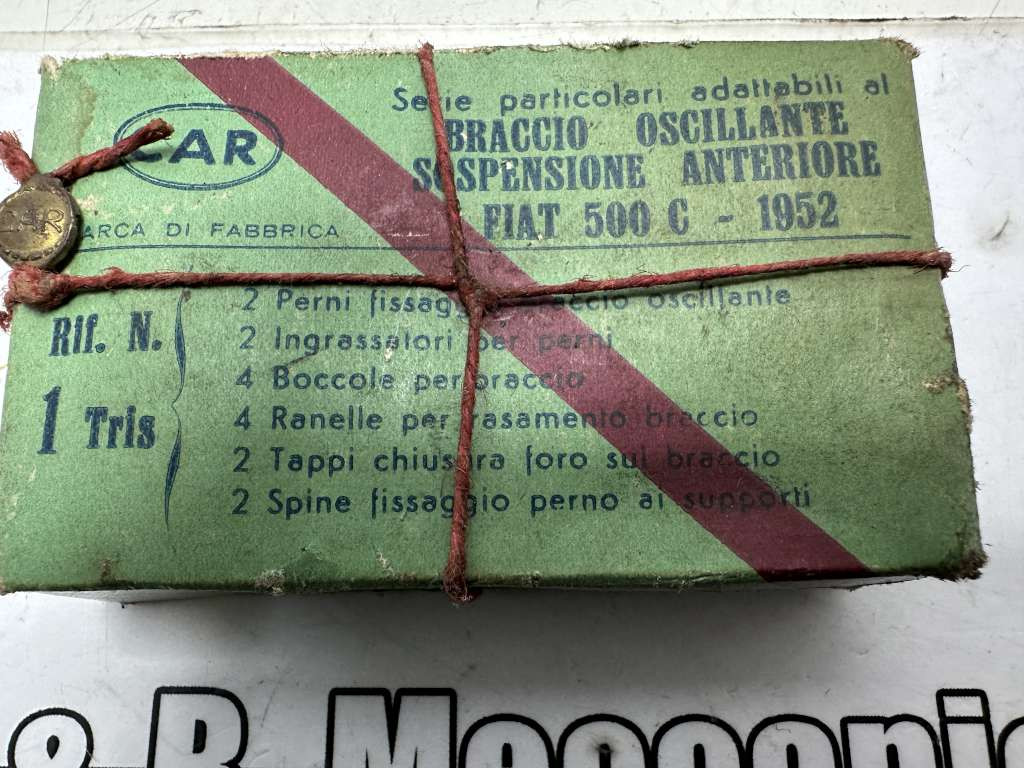 CAR
CAR
ARCA DI FABBRICA
Serie particolari adattabili al
BRACCIO OSCILLANTE
SOSPENSIONE ANTERIORE
FIAT 500 C - 1952
Rif. N.
1 Tris
2 Perni fissaggio braccio oscillante
2 Ingrassatori per perni
4 Boccole per braccio
4 Ranelle per rasamento braccio
2 Tappi chiusura foro sul braccio
2 Spine fissaggio perno ai supporti
& R Meccanic